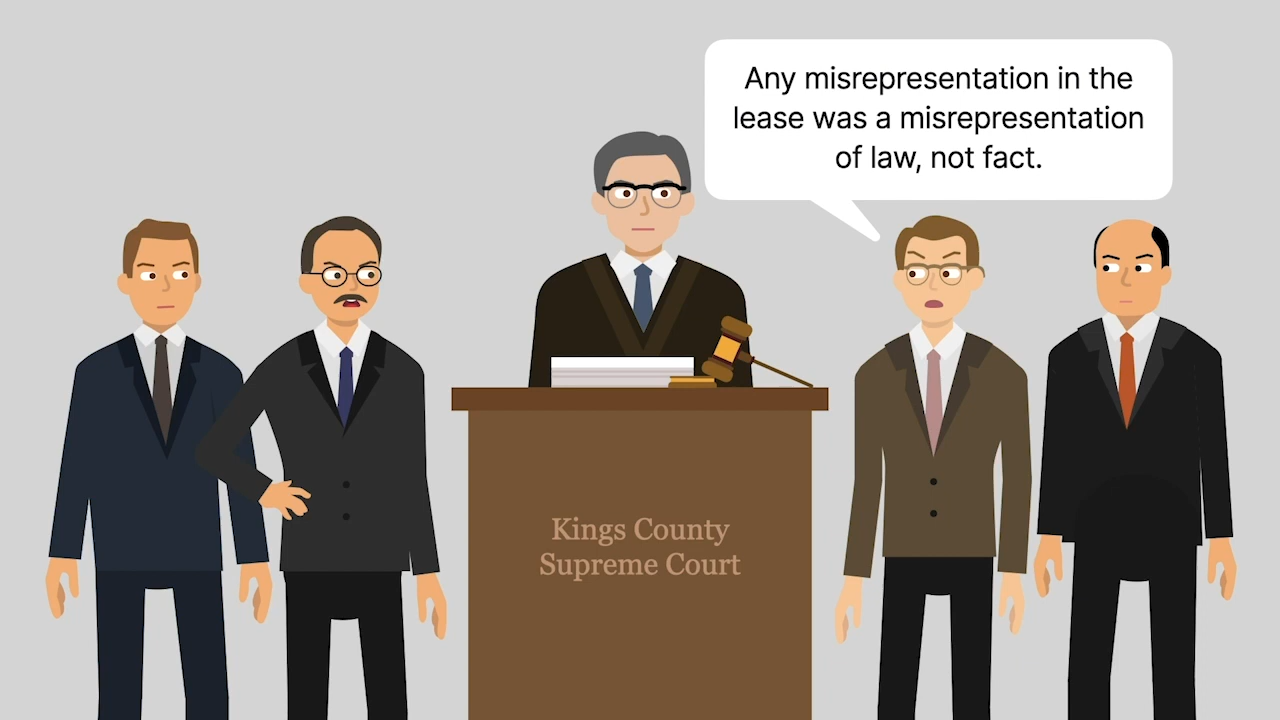 Any misrepresentation in the
lease was a misrepresentation
of law, not fact.
Kings County
Supreme Court